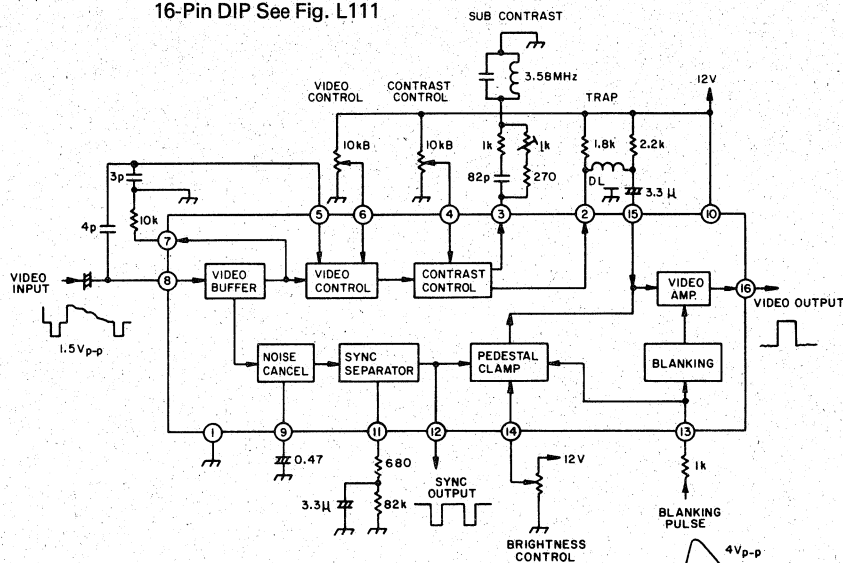 16-Pin DIP See Fig. L111
SUB CONTRAST
3.58MHz
VIDEO
CONTROL
CONTRAST
CONTROL
TRAP
12V
10kB
10kB
1k
1k
82p
270
1.8k
2.2k
DL
3.3μ
3p
4p
10k
5
6
4
3
2
15
10
7
8
VIDEO
INPUT
1.5Vp-p
VIDEO
BUFFER
VIDEO
CONTROL
CONTRAST
CONTROL
VIDEO
AMP.
16
VIDEO OUTPUT
NOISE
CANCEL
SYNC
SEPARATOR
PEDESTAL
CLAMP
BLANKING
1
9
11
12
14
13
0.47
680
3.3μ
82k
SYNC
OUTPUT
12V
BRIGHTNESS
CONTROL
1k
BLANKING
PULSE
4Vp-p